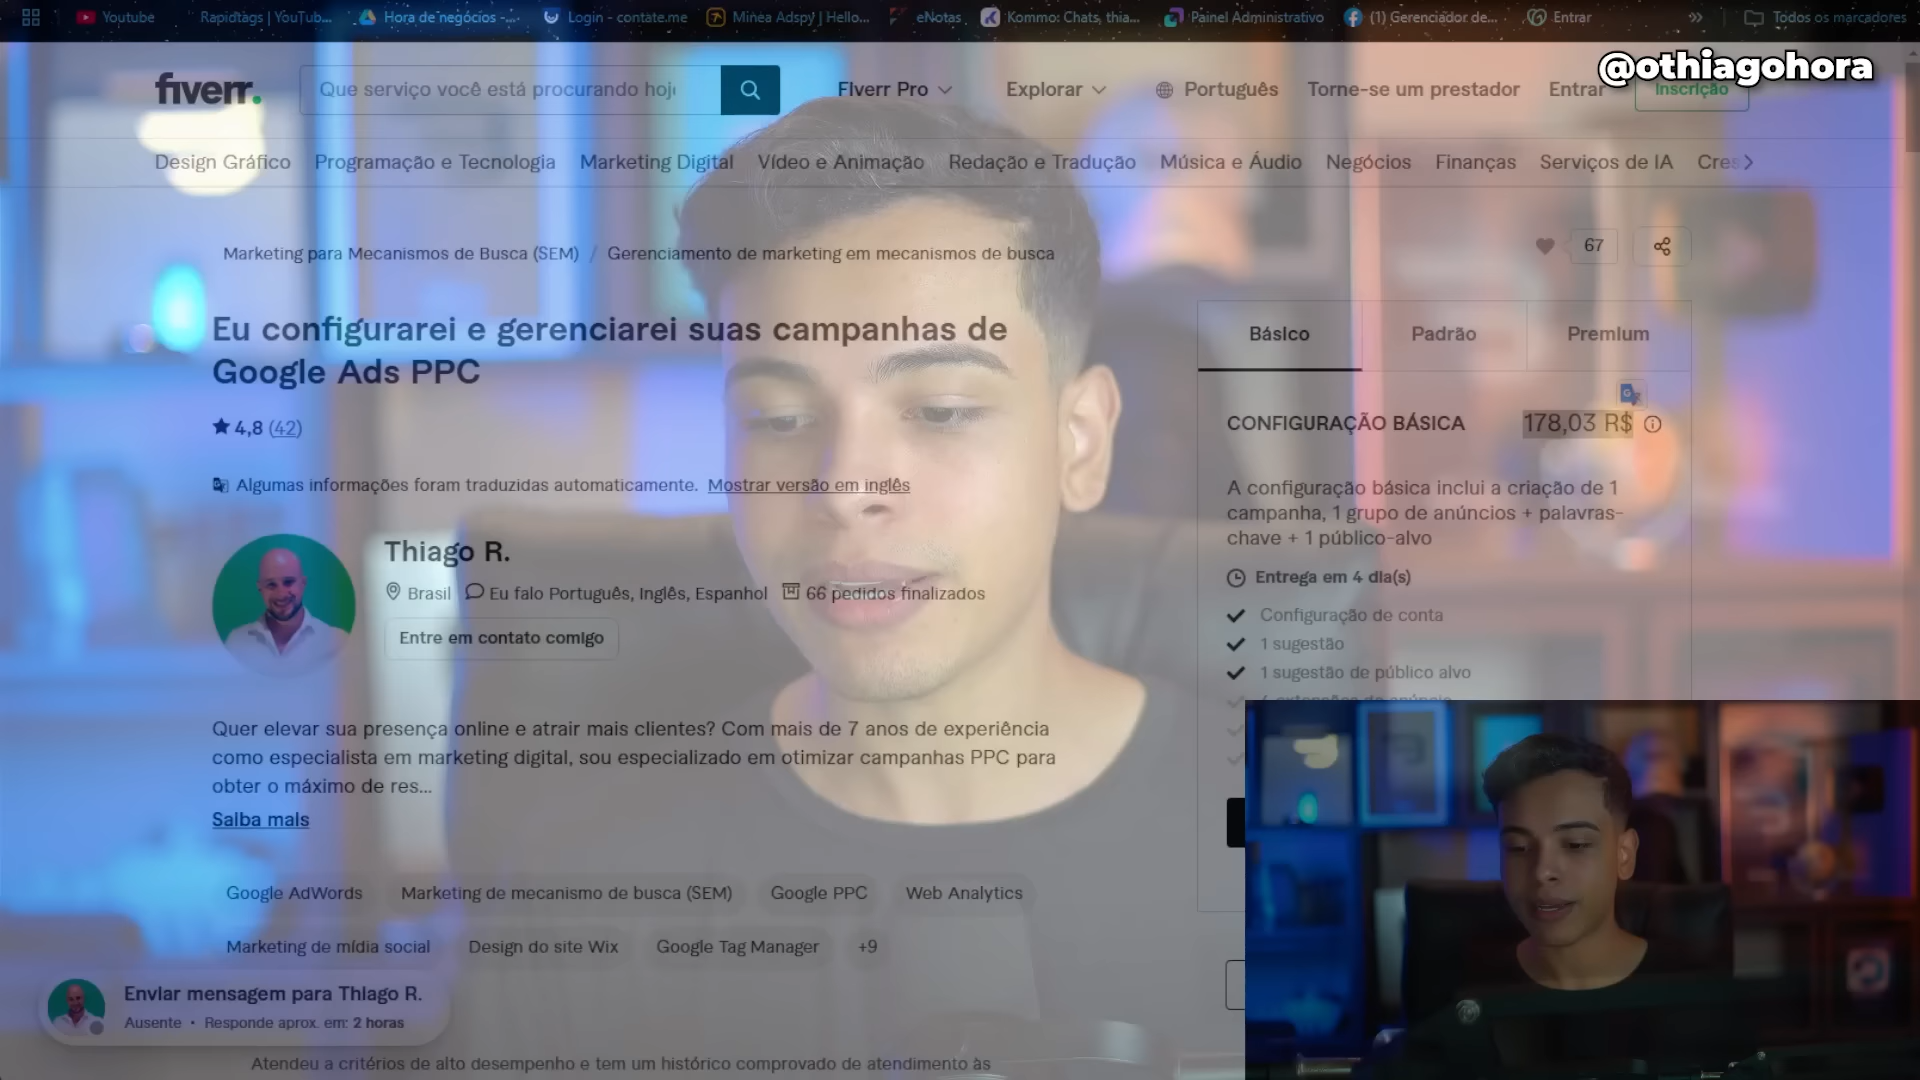 Youtube
Rapidtags | YouTub...
Hora de negócios -...
Login - contate.me
Minea Adspy | Hello...
eNotas
Kommo: Chats, thia...
Painel Administrativo
(1) Gerenciador de...
Entrar
»
Todos os marcadores
@othiagohora
fiverr.
Que serviço você está procurando hoj
Fiverr Pro
Explorar
Português
Torne-se um prestador
Entrar
Inscrição
Design Gráfico
Programação e Tecnologia
Marketing Digital
Vídeo e Animação
Redação e Tradução
Música e Áudio
Negócios
Finanças
Serviços de IA
Cres
Marketing para Mecanismos de Busca (SEM) / Gerenciamento de marketing em mecanismos de busca
67
Eu configurarei e gerenciarei suas campanhas de
Google Ads PPC
4,8 (42)
Algumas informações foram traduzidas automaticamente. Mostrar versão em inglês
Thiago R.
Brasil
Eu falo Português, Inglês, Espanhol
66 pedidos finalizados
Entre em contato comigo
Quer elevar sua presença online e atrair mais clientes? Com mais de 7 anos de experiência
como especialista em marketing digital, sou especializado em otimizar campanhas PPC para
obter o máximo de res...
Saiba mais
Google AdWords
Marketing de mecanismo de busca (SEM)
Google PPC
Web Analytics
Marketing de mídia social
Design do site Wix
Google Tag Manager
+9
Enviar mensagem para Thiago R.
Ausente • Responde aprox. em: 2 horas
Atendeu a critérios de alto desempenho e tem um histórico comprovado de atendimento às
Básico
Padrão
Premium
CONFIGURAÇÃO BÁSICA
178,03 R$
A configuração básica inclui a criação de 1
campanha, 1 grupo de anúncios + palavras-
chave + 1 público-alvo
Entrega em 4 dia(s)
Configuração de conta
1 sugestão
1 sugestão de público alvo